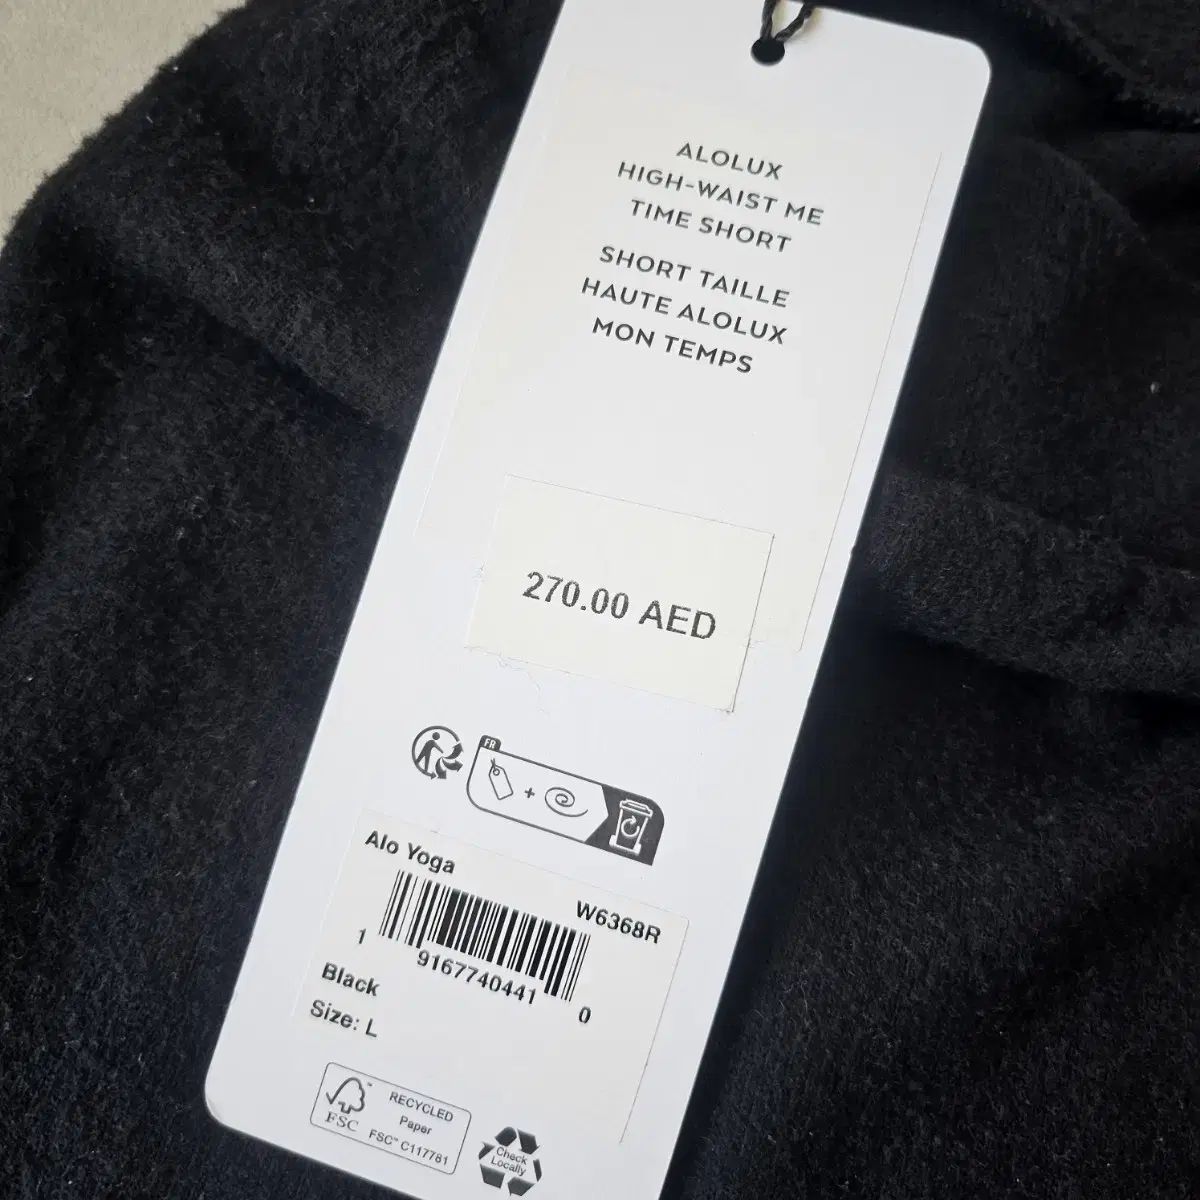 ALOLUX
HIGH-WAIST ME
TIME SHORT
SHORT TAILLE
HAUTE ALOLUX
MON TEMPS
270.00 AED
FR
+
Alo Yoga
W6368R
1 9167740441 0
Black
Size: L
FSC
RECYCLED
Paper
FSC™ C117781
Check
Locally